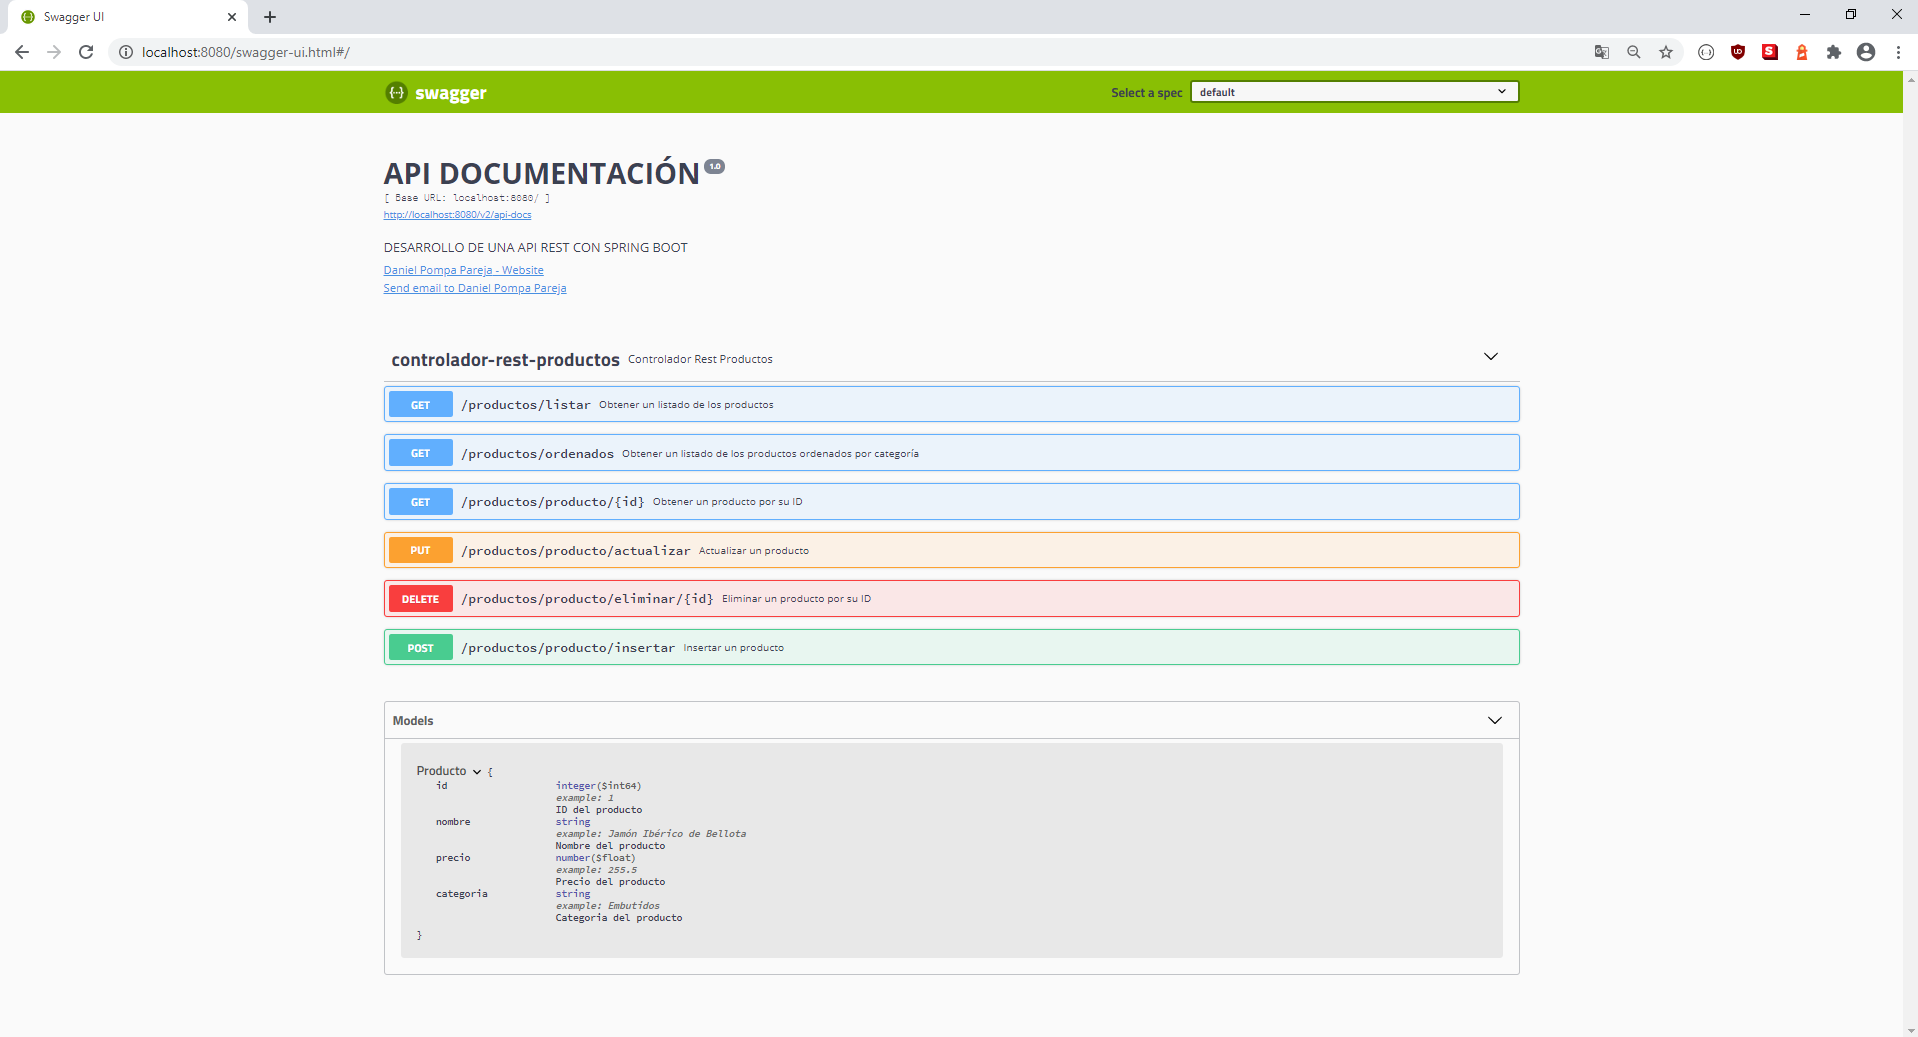 Swagger UI
localhost:8080/swagger-ui.html#/
swagger
Select a spec default
API DOCUMENTACIÓN 1.0
[ Base URL: localhost:8080/ ]
http://localhost:8080/v2/api-docs
DESARROLLO DE UNA API REST CON SPRING BOOT
Daniel Pompa Pareja - Website
Send email to Daniel Pompa Pareja
controlador-rest-productos Controlador Rest Productos
GET /productos/listar Obtener un listado de los productos
GET /productos/ordenados Obtener un listado de los productos ordenados por categoría
GET /productos/producto/{id} Obtener un producto por su ID
PUT /productos/producto/actualizar Actualizar un producto
DELETE /productos/producto/eliminar/{id} Eliminar un producto por su ID
POST /productos/producto/insertar Insertar un producto
Models
Producto {
id integer($int64)
example: 1
ID del producto
nombre string
example: Jamón Ibérico de Bellota
Nombre del producto
precio number($float)
example: 255.5
Precio del producto
categoria string
example: Embutidos
Categoria del producto
}